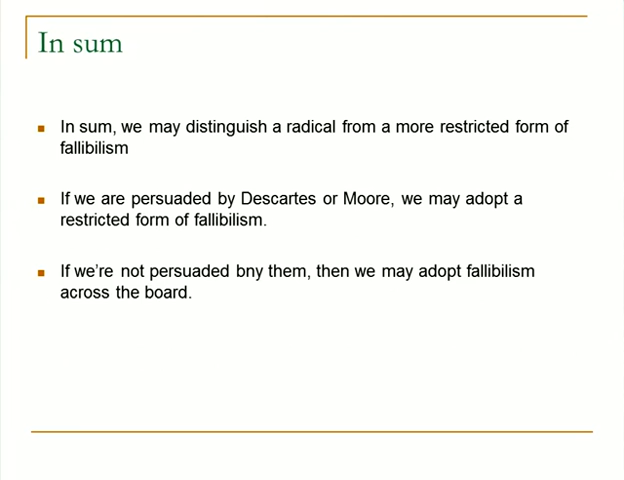 In sum
In sum, we may distinguish a radical from a more restricted form of
fallibilism
If we are persuaded by Descartes or Moore, we may adopt a
restricted form of fallibilism.
If we're not persuaded bny them, then we may adopt fallibilism
across the board.